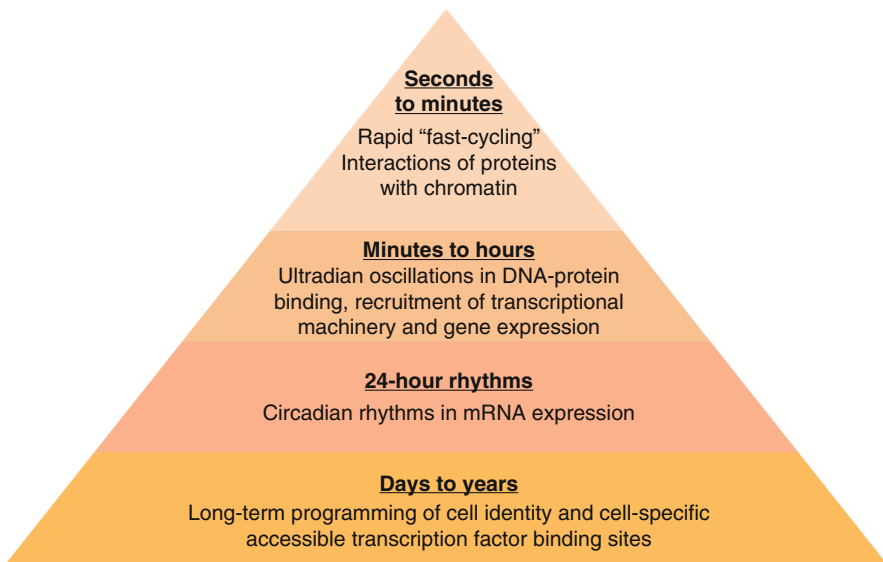 Seconds
to minutes
Rapid “fast-cycling”
Interactions of proteins
with chromatin
Minutes to hours
Ultradian oscillations in DNA-protein
binding, recruitment of transcriptional
machinery and gene expression
24-hour rhythms
Circadian rhythms in mRNA expression
Days to years
Long-term programming of cell identity and cell-specific
accessible transcription factor binding sites